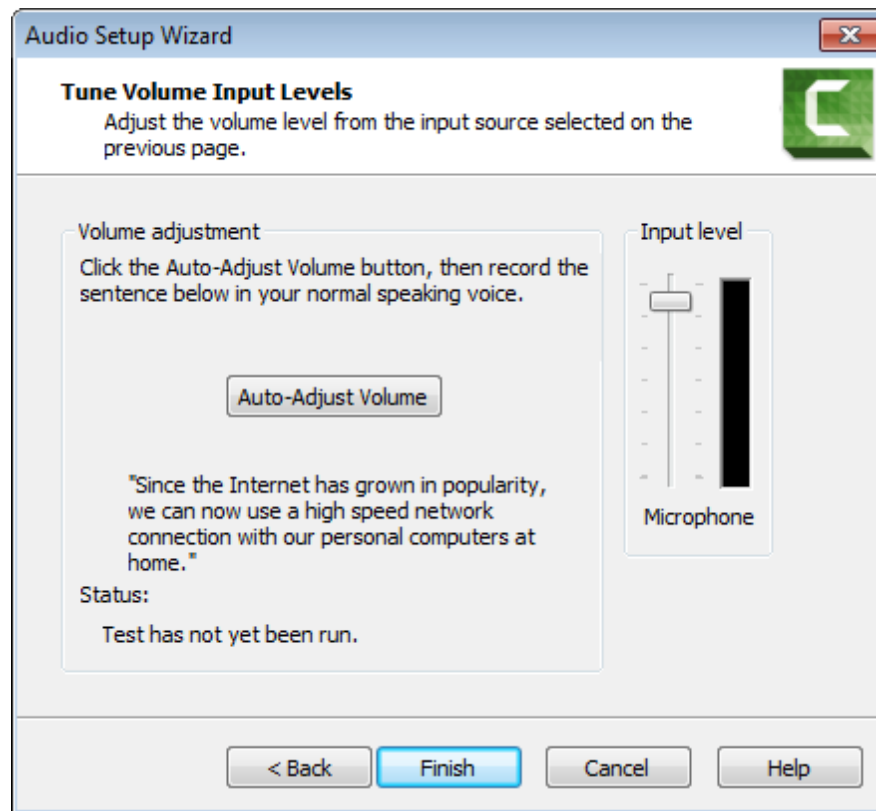 Audio Setup Wizard
Tune Volume Input Levels
Adjust the volume level from the input source selected on the
previous page.
Volume adjustment
Click the Auto-Adjust Volume button, then record the
sentence below in your normal speaking voice.
Auto-Adjust Volume
"Since the Internet has grown in popularity,
we can now use a high speed network
connection with our personal computers at
home."
Status:
Test has not yet been run.
Input level
Microphone
< Back
Finish
Cancel
Help